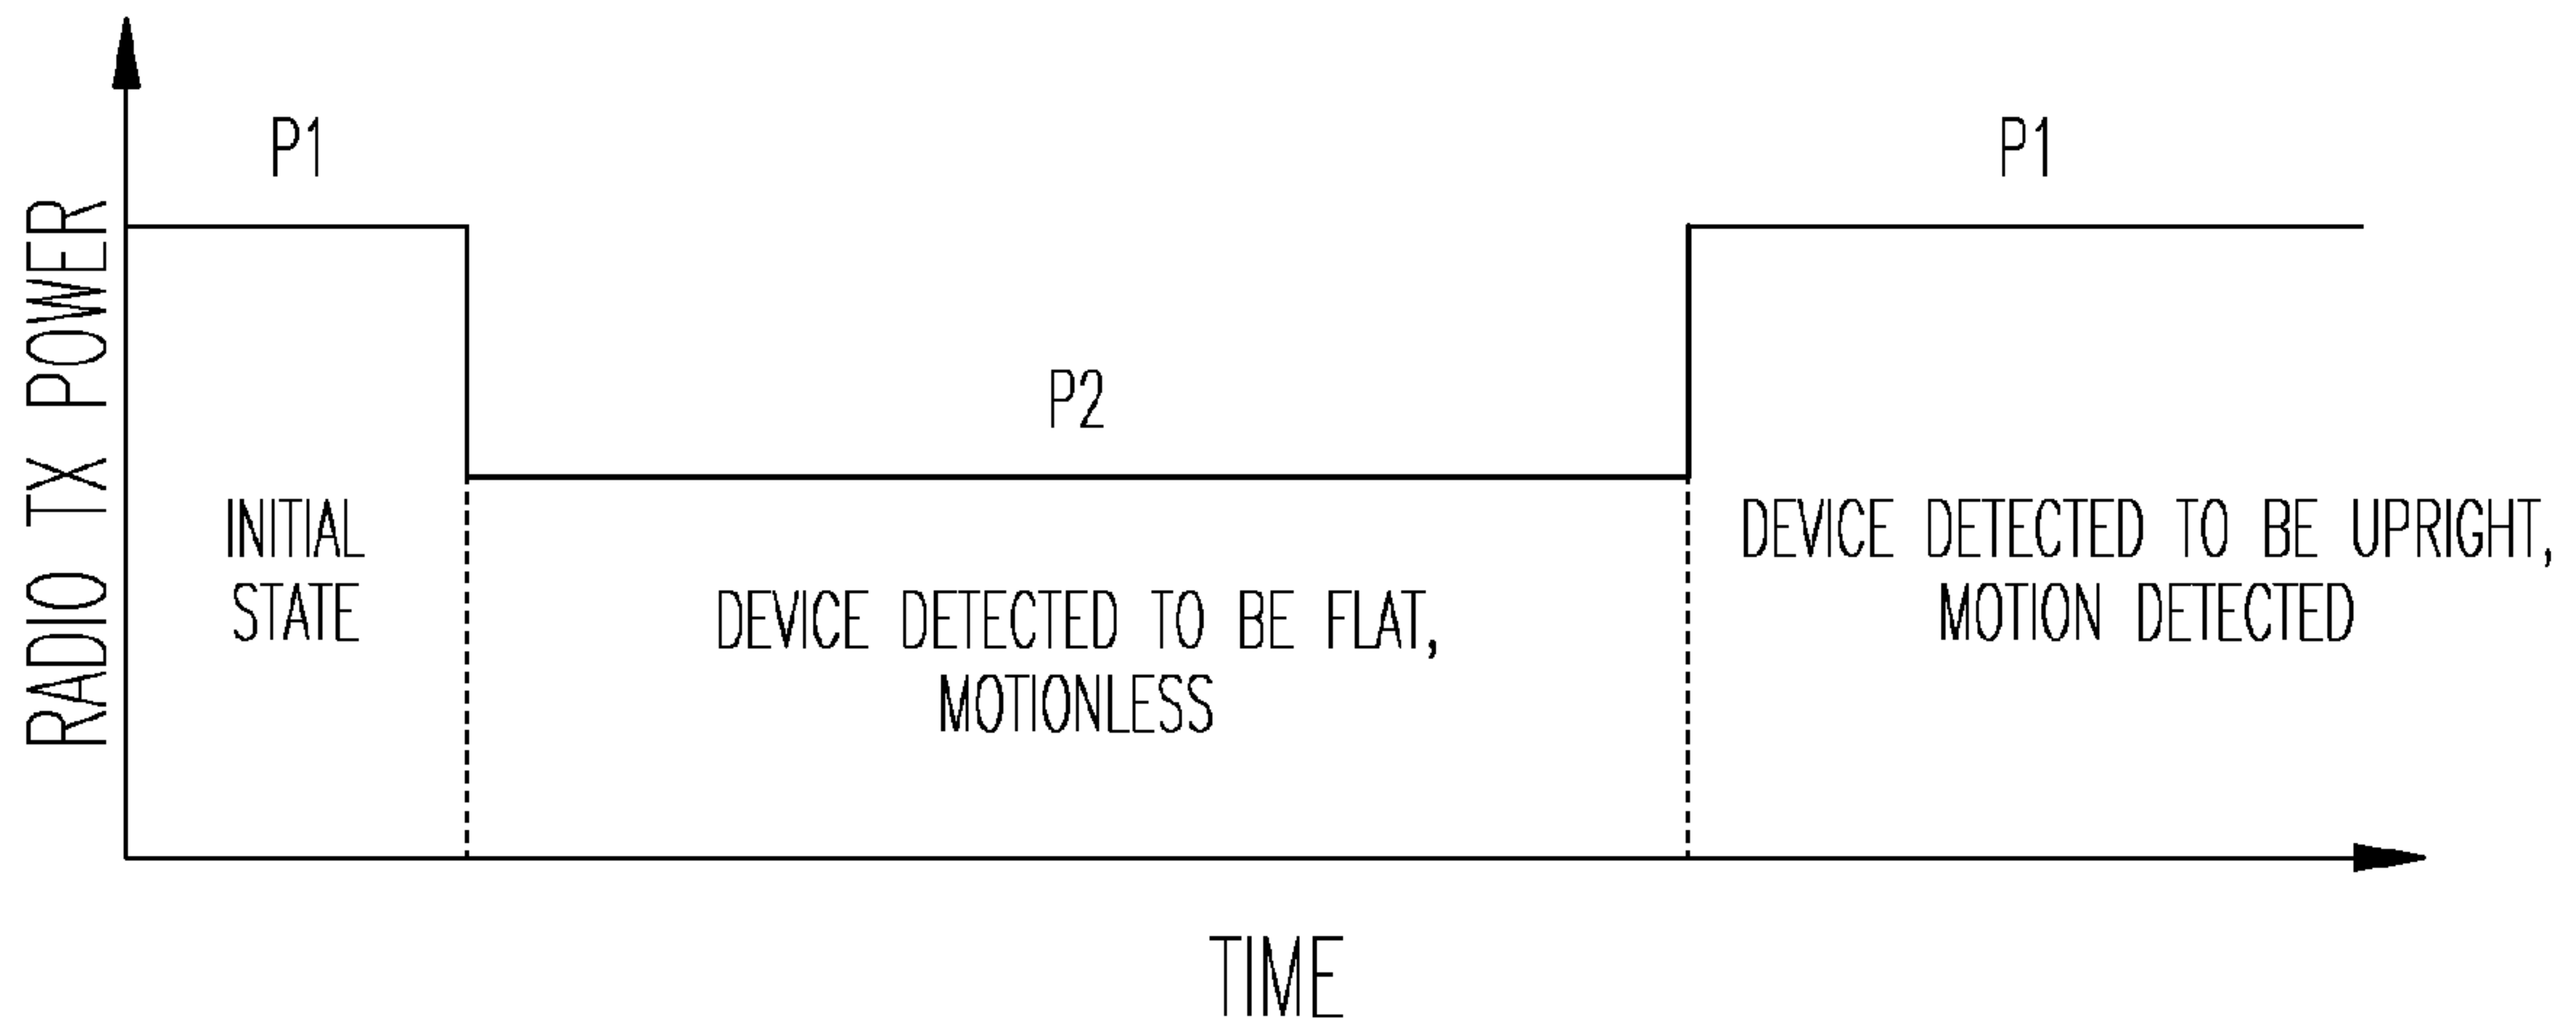 P1
P1
RADIO TX POWER
P2
INITIAL
STATE
DEVICE DETECTED TO BE FLAT,
MOTIONLESS
DEVICE DETECTED TO BE UPRIGHT,
MOTION DETECTED
TIME